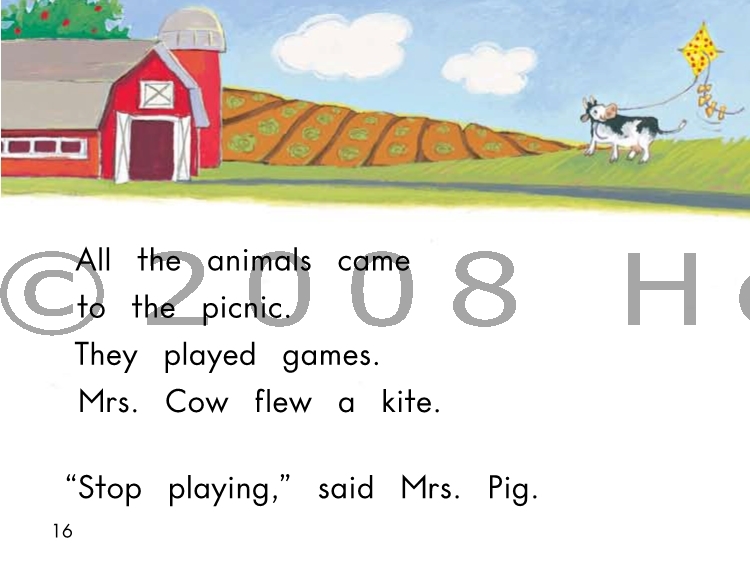 All the animals came
to the picnic.
They played games.
Mrs. Cow flew a kite.
“Stop playing,” said Mrs. Pig.
16
© 2008 H